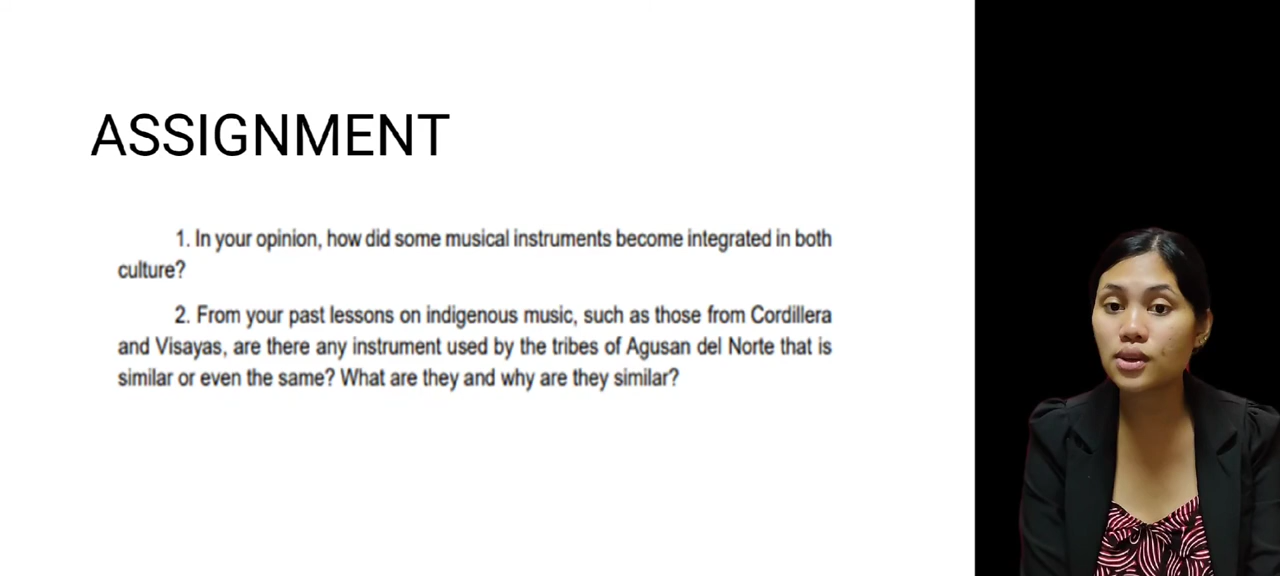 ASSIGNMENT
1. In your opinion, how did some musical instruments become integrated in both
culture?
2. From your past lessons on indigenous music, such as those from Cordillera
and Visayas, are there any instrument used by the tribes of Agusan del Norte that is
similar or even the same? What are they and why are they similar?